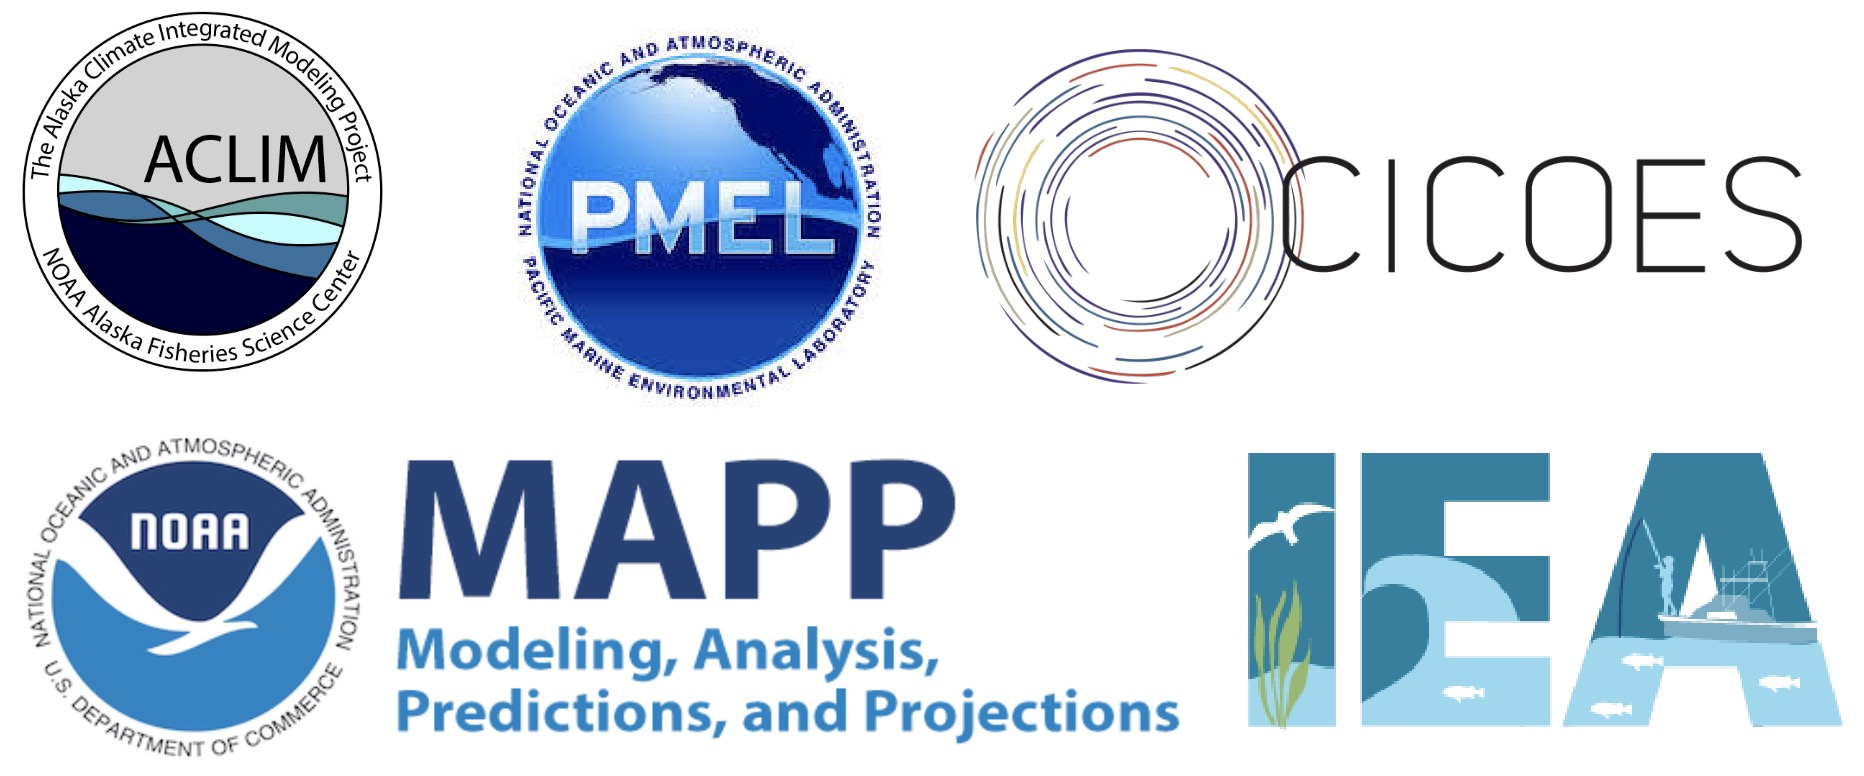 The Alaska Climate Integrated Modeling Project
ACLIM
NOAA Alaska Fisheries Science Center
NATIONAL OCEANIC AND ATMOSPHERIC ADMINISTRATION
PMEL
PACIFIC MARINE ENVIRONMENTAL LABORATORY
CICOES
NATIONAL OCEANIC AND ATMOSPHERIC ADMINISTRATION
NOAA
U.S. DEPARTMENT OF COMMERCE
MAPP
Modeling, Analysis,
Predictions, and Projections
IEA